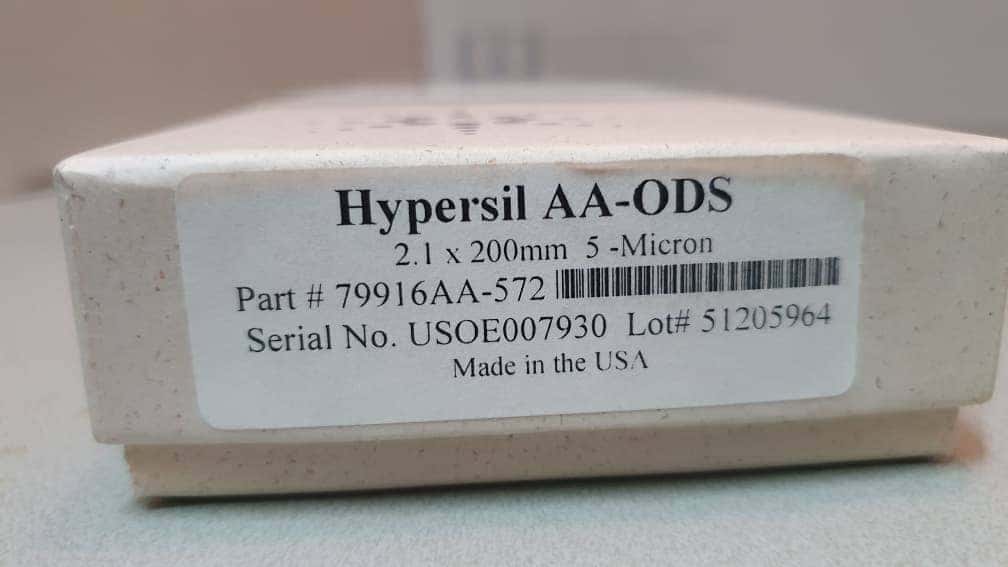 Hypersil AA-ODS
2.1 x 200mm 5 -Micron
Part # 79916AA-572
Serial No. USOE007930 Lot# 51205964
Made in the USA